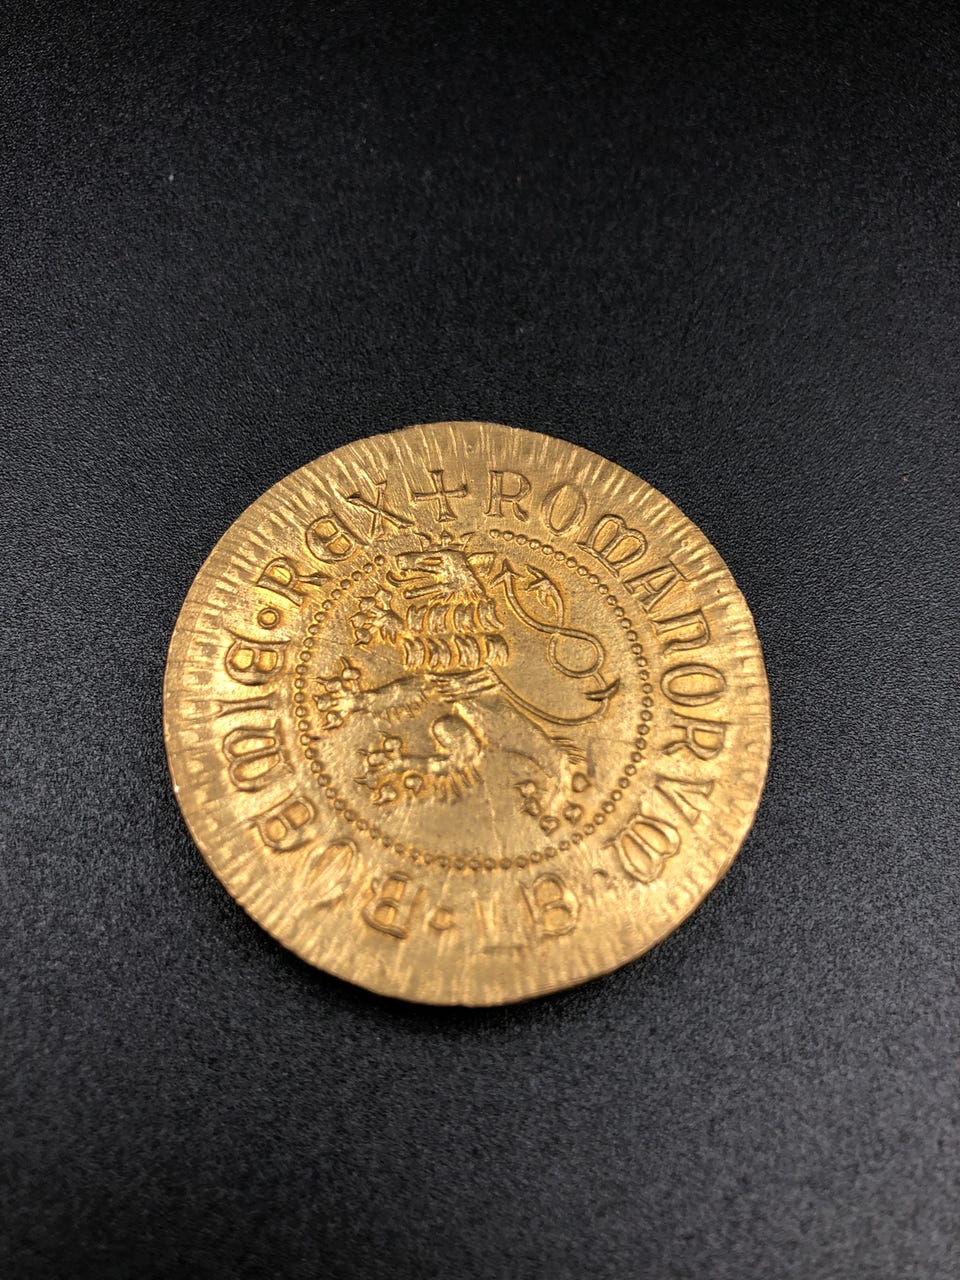 + ROMANORVM · ET · BOEMIE · REX